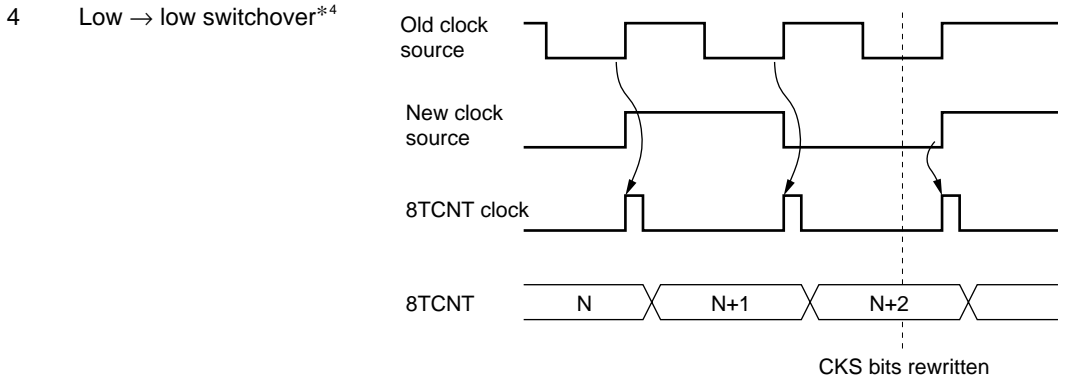 4 Low → low switchover*4
Old clock
source
New clock
source
8TCNT clock
8TCNT
N
N+1
N+2
CKS bits rewritten